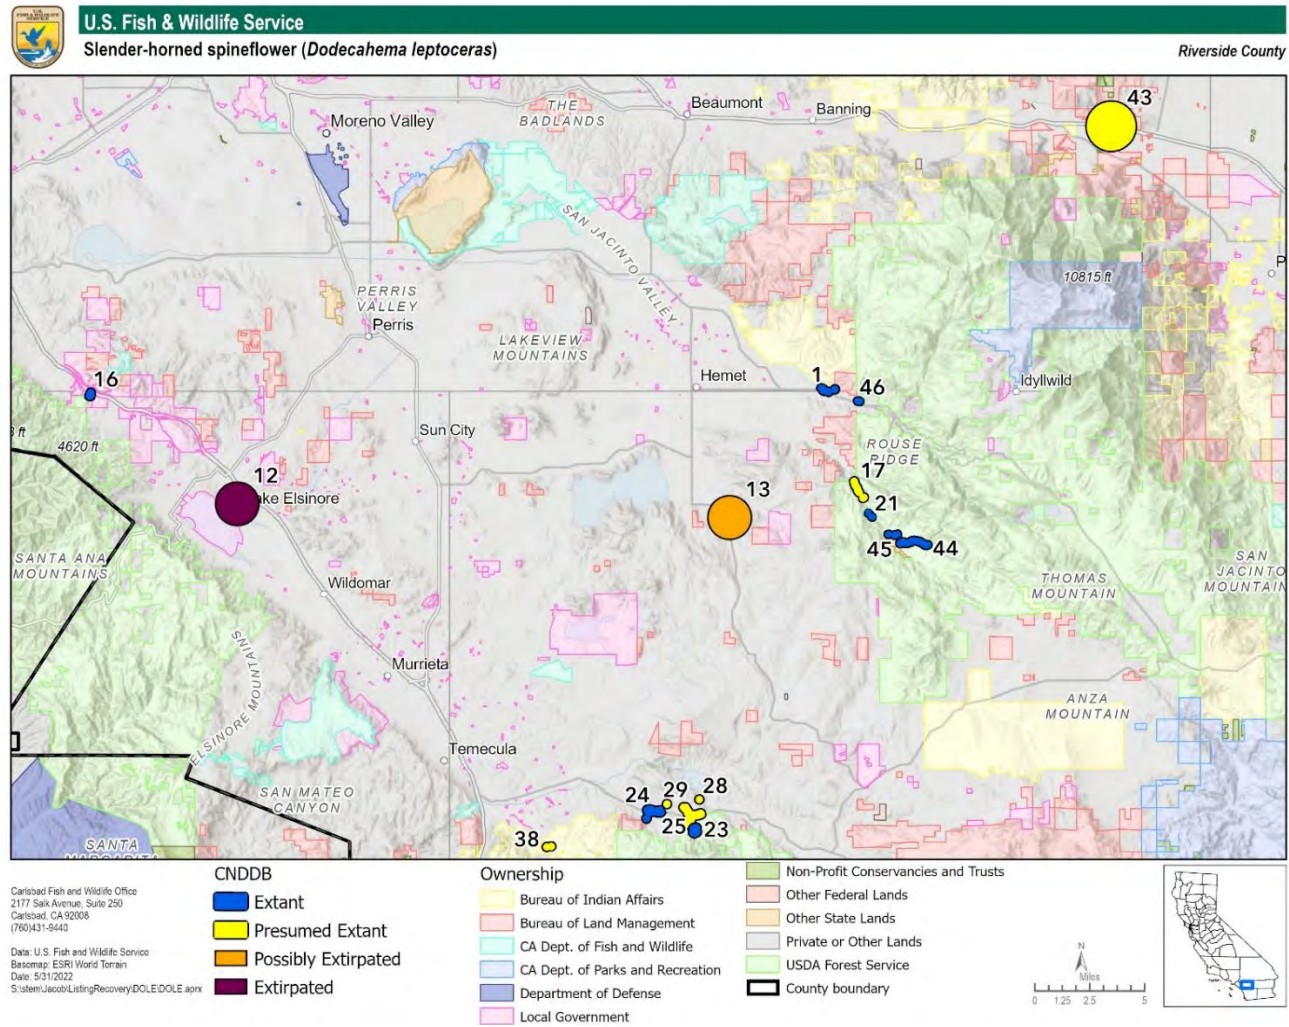 U.S. Fish & Wildlife Service
Slender-horned spineflower (Dodecahema leptoceras)
Riverside County
43
THE
BADLANDS
Beaumont
Banning
Moreno Valley
SAN JACINTO VALLEY
10815 ft
P
PERRIS
VALLEY
Perris
LAKEVIEW
MOUNTAINS
Hemet
1
46
Idyllwild
16
Sun City
ROUSE
RIDGE
4620 ft
12
ke Elsinore
13
17
21
45
44
SANTA ANA
MOUNTAINS
Wildomar
THOMAS
MOUNTAIN
SAN
JACINTO
MOUNTAIN
ELSINORE MOUNTAINS
Murrieta
ANZA
MOUNTAIN
Temecula
SAN MATEO
CANYON
24
29
28
25
23
38
SANTA
MARGARITA
Carlsbad Fish and Wildlife Office
2177 Salk Avenue, Suite 250
Carlsbad, CA 92008
(760)431-9440
Data: U.S. Fish and Wildlife Service
Basemap: ESRI World Terrain
Date: 5/31/2022
S:\stem\Jacob\ListingRecovery\DOLE\DOLE.aprx
CNDDB
Extant
Presumed Extant
Possibly Extirpated
Extirpated
Ownership
Bureau of Indian Affairs
Bureau of Land Management
CA Dept. of Fish and Wildlife
CA Dept. of Parks and Recreation
Department of Defense
Local Government
Non-Profit Conservancies and Trusts
Other Federal Lands
Other State Lands
Private or Other Lands
USDA Forest Service
County boundary
N
Miles
0 1.25 2.5 5